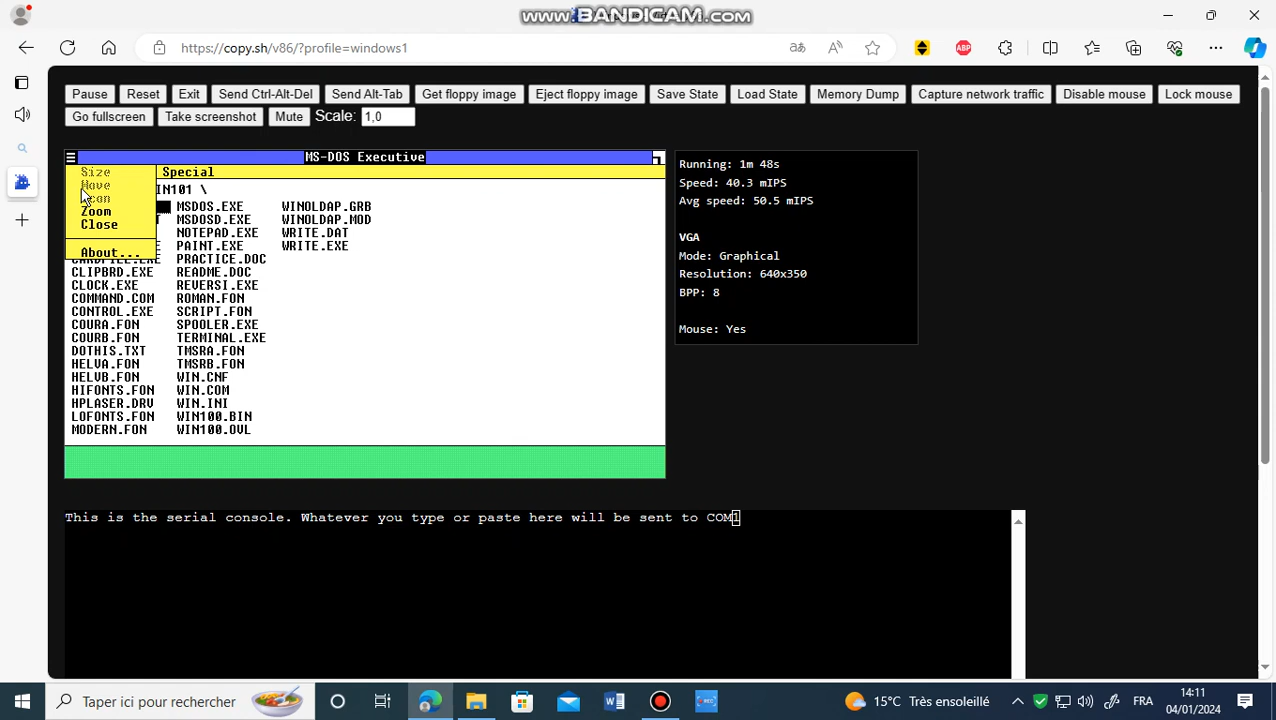 www.BANDICAM.com
https://copy.sh/v86/?profile=windows1
ABP
Pause Reset Exit Send Ctrl-Alt-Del Send Alt-Tab Get floppy image Eject floppy image Save State Load State Memory Dump Capture network traffic Disable mouse Lock mouse
Go fullscreen Take screenshot Mute Scale: 1,0
MS-DOS Executive
Size
Special
Move
Zoom
Close
About...
IN101 \
MSDOS.EXE WINOLDAP.GRB
MSDOSD.EXE WINOLDAP.MOD
NOTEPAD.EXE WRITE.DAT
PAINT.EXE WRITE.EXE
CARDFILE.EXE PRACTICE.DOC
CLIPBRD.EXE README.DOC
CLOCK.EXE REVERSI.EXE
COMMAND.COM ROMAN.FON
CONTROL.EXE SCRIPT.FON
COURA.FON SPOOLER.EXE
COURB.FON TERMINAL.EXE
DOTHIS.TXT TMSRA.FON
HELVA.FON TMSRB.FON
HELVB.FON WIN.CNF
HIFONTS.FON WIN.COM
HPLASER.DRV WIN.INI
LOFONTS.FON WIN100.BIN
MODERN.FON WIN100.OVL
Running: 1m 48s
Speed: 40.3 mIPS
Avg speed: 50.5 mIPS
VGA
Mode: Graphical
Resolution: 640x350
BPP: 8
Mouse: Yes
This is the serial console. Whatever you type or paste here will be sent to COM1
Taper ici pour rechercher
REC
15°C Très ensoleillé
FRA
14:11
04/01/2024